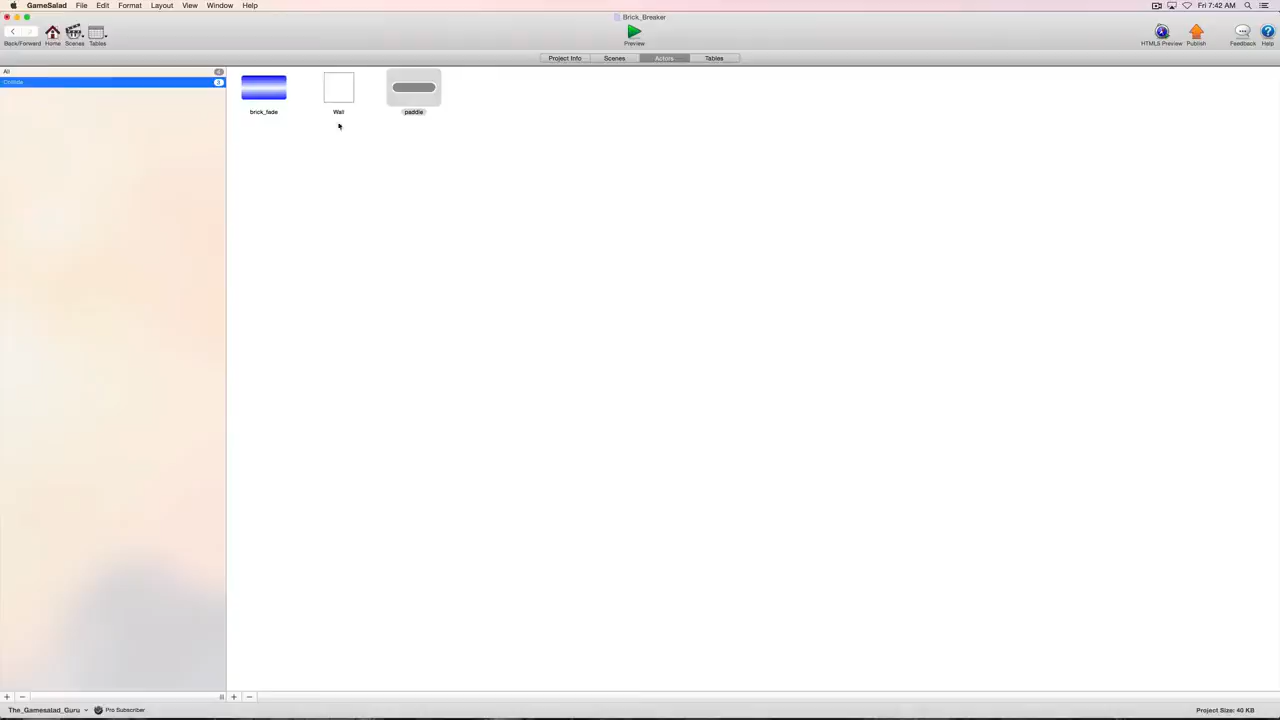 GameSalad File Edit Format Layout View Window Help Fri 7:42 AM
Brick_Breaker
Back/Forward Home Scenes Tables Preview HTML5 Preview Publish Feedback Help
Project Info Scenes Actors Tables
All
Collide 3
brick_fade Wall paddle
The_Gamesalad_Guru Pro Subscriber Project Size: 40 KB